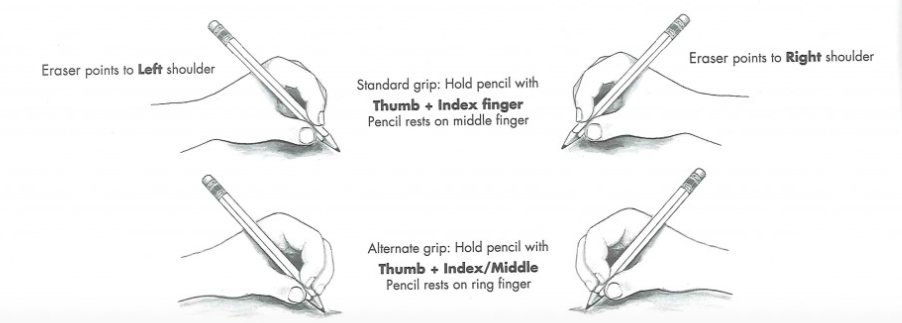 Eraser points to Left shoulder
Eraser points to Right shoulder
Standard grip: Hold pencil with
Thumb + Index finger
Pencil rests on middle finger
Alternate grip: Hold pencil with
Thumb + Index/Middle
Pencil rests on ring finger